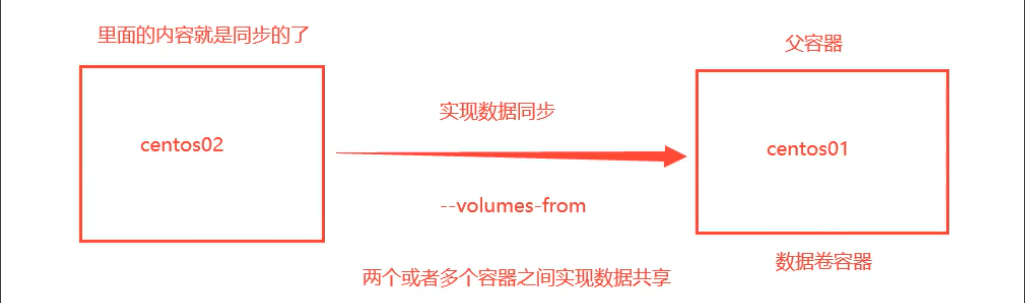 里面的内容就是同步的了
父容器
实现数据同步
centos02
centos01
--volumes-from
数据卷容器
两个或者多个容器之间实现数据共享